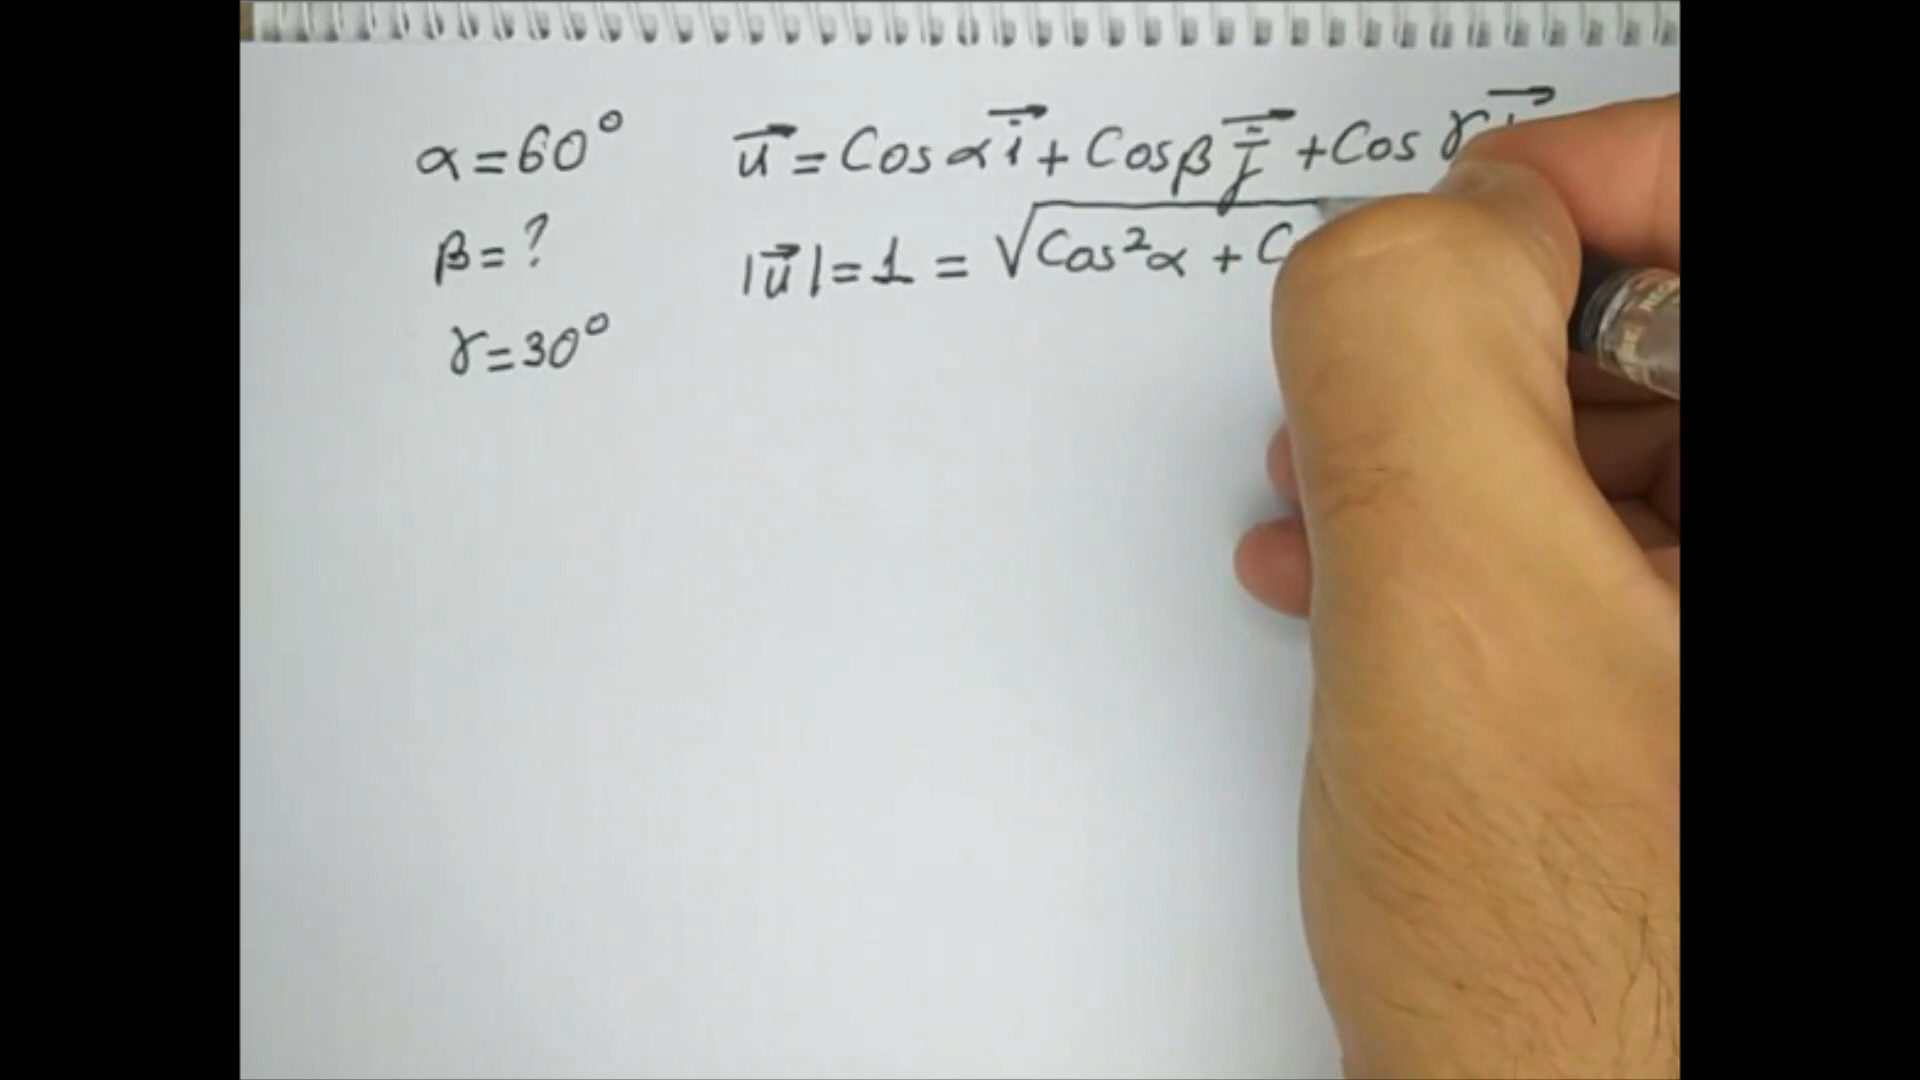 α = 60°
β = ?
γ = 30°
u = Cos α i + Cos β j + Cos γ
|u| = 1 = √Cos²α + C